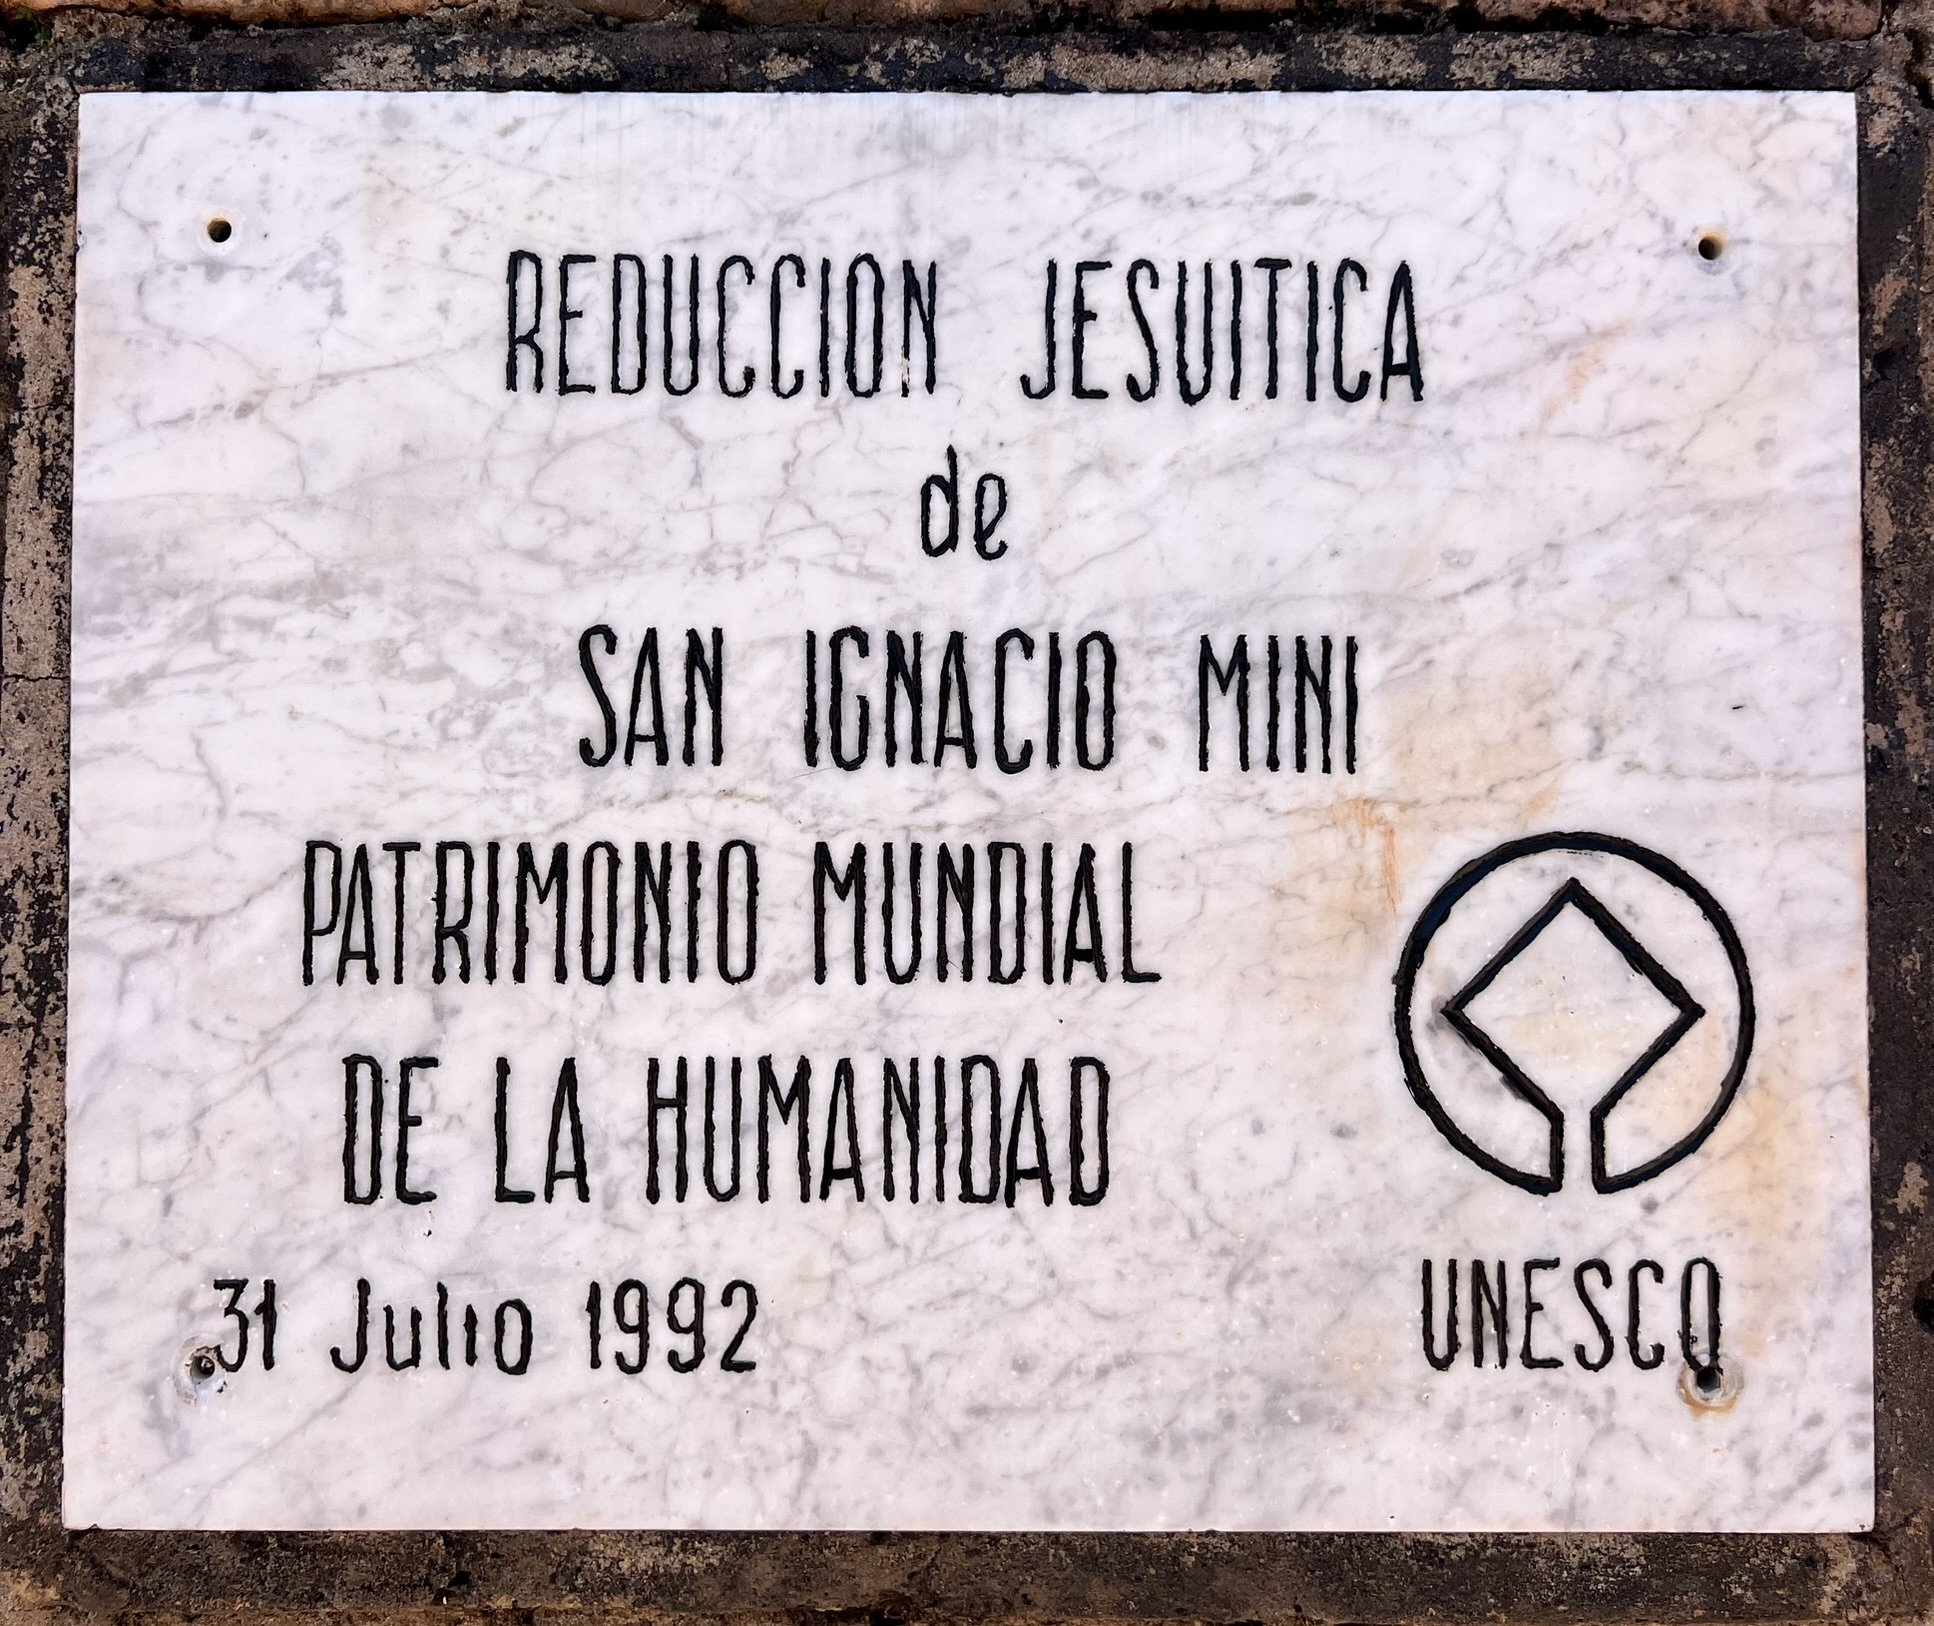 REDUCCION JESUITICA
de
SAN IGNACIO MINI
PATRIMONIO MUNDIAL
DE LA HUMANIDAD
31 Julio 1992
UNESCO